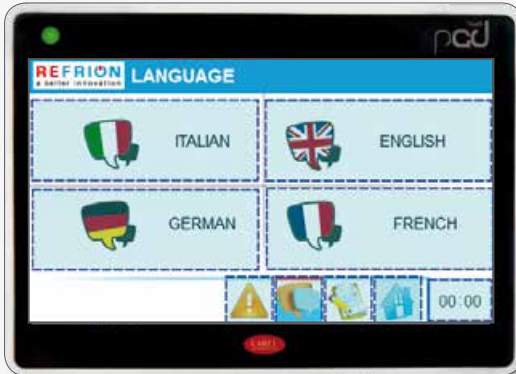 pGD
REFRION
a better innovation
LANGUAGE
ITALIAN
ENGLISH
GERMAN
FRENCH
00:00
CAREL